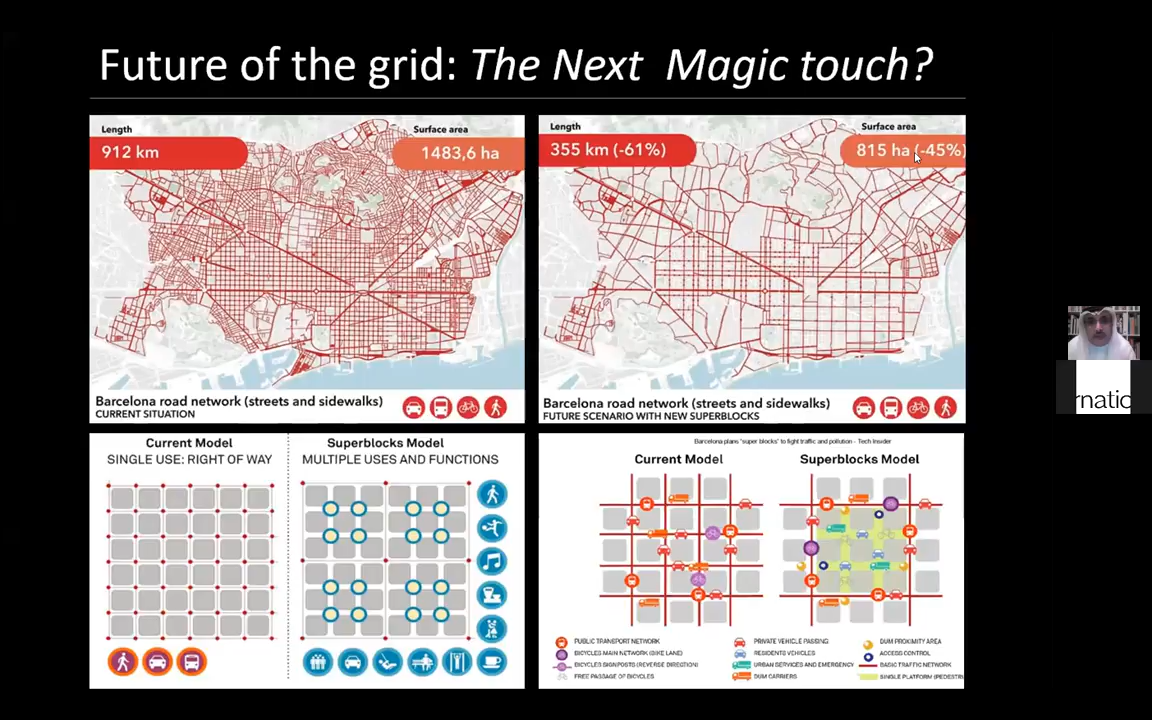 Future of the grid: The Next Magic touch?
Length
912 km
Surface area
1483,6 ha
Barcelona road network (streets and sidewalks)
CURRENT SITUATION
Length
355 km (-61%)
Surface area
815 ha (-45%)
Barcelona road network (streets and sidewalks)
FUTURE SCENARIO WITH NEW SUPERBLOCKS
Current Model
SINGLE USE: RIGHT OF WAY
Superblocks Model
MULTIPLE USES AND FUNCTIONS
Barcelona plans "super blocks" to fight traffic and pollution - Tech Insider
Current Model
Superblocks Model
PUBLIC TRANSPORT NETWORK
BICYCLES MAIN NETWORK (BIKE LANE)
BICYCLES SIGNPOSTS (REVERSE DIRECTION)
FREE PASSAGE OF BICYCLES
PRIVATE VEHICLE PASSING
RESIDENTS VEHICLES
URBAN SERVICES AND EMERGENCY
DUM CARRIERS
DUM PROXIMITY AREA
ACCESS CONTROL
BASIC TRAFFIC NETWORK
SINGLE PLATFORM (PEDESTRI
rnatic